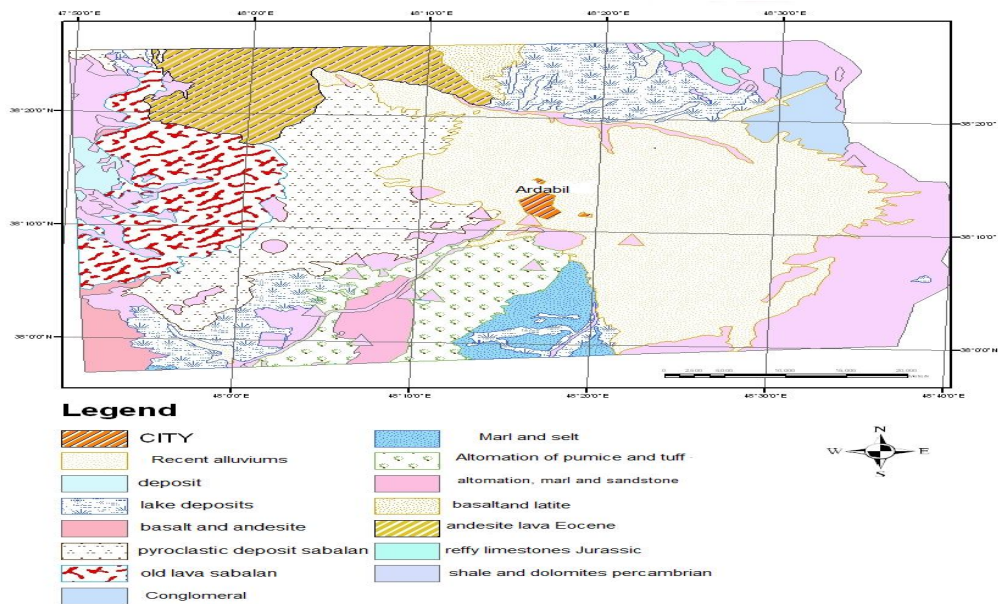 47°50'0"E 48°0'0"E 48°10'0"E 48°20'0"E 48°30'0"E
38°20'0"N 38°20'0"N
Ardabil
38°10'0"N 38°10'0"N
38°0'0"N 38°0'0"N
48°0'0"E 48°10'0"E 48°20'0"E 48°30'0"E 48°40'0"E
Legend
CITY
Recent alluviums
deposit
lake deposits
basalt and andesite
pyroclastic deposit sabalan
old lava sabalan
Conglomeral
Marl and selt
Altomation of pumice and tuff
altomation, marl and sandstone
basaltand latite
andesite lava Eocene
reffy limestones Jurassic
shale and dolomites percambrian
N
W E
S